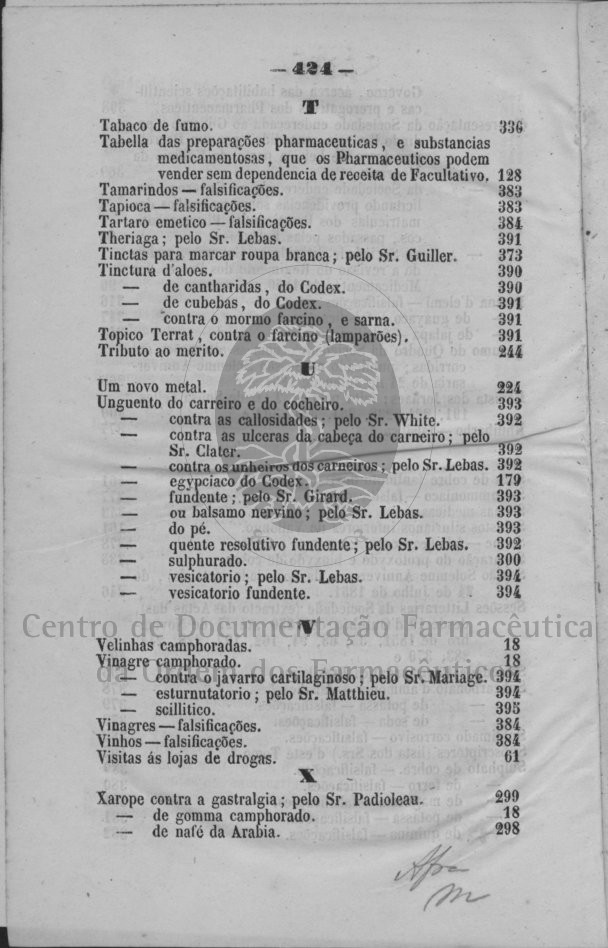 — 424 —
T
Tabaco de fumo. 336
Tabella das preparações pharmaceuticas, e substancias
medicamentosas, que os Pharmaceuticos podem
vender sem dependencia de receita de Facultativo. 128
Tamarindos — falsificações. 383
Tapioca — falsificações. 383
Tartaro emetico — falsificações. 384
Theriaga; pelo Sr. Lebas. 391
Tinctas para marcar roupa branca; pelo Sr. Guiller. 373
Tinctura d'aloes. 390
— de cantharidas, do Codex. 390
— de cubebas, do Codex. 391
— contra o mormo farcino, e sarna. 391
Topico Terrat, contra o farcino (lamparões). 391
Tributo ao merito. 244
U
Um novo metal. 224
Unguento do carreiro e do cocheiro. 393
— contra as callosidades; pelo Sr. White. 392
— contra as ulceras da cabeça do carneiro; pelo
Sr. Clater. 392
— contra os unheiros dos carneiros; pelo Sr. Lebas. 392
— egypciaco do Codex. 179
— fundente; pelo Sr. Girard. 393
— ou balsamo nervino; pelo Sr. Lebas. 393
— do pé. 393
— quente resolutivo fundente; pelo Sr. Lebas. 392
— sulphurado. 300
— vesicatorio; pelo Sr. Lebas. 394
— vesicatorio fundente. 394
Centro de Documentação Farmacêutica
V
Velinhas camphoradas. 18
Vinagre camphorado. 18
da Ordem dos Farmacêuticos
— contra o javarro cartilaginoso; pelo Sr. Mariage. 394
— esturnutatorio; pelo Sr. Matthieu. 394
— scillitico. 395
Vinagres — falsificações. 384
Vinhos — falsificações. 384
Visitas ás lojas de drogas. 61
X
Xarope contra a gastralgia; pelo Sr. Padioleau. 299
— de gomma camphorado. 18
— de nafé da Arabia. 298